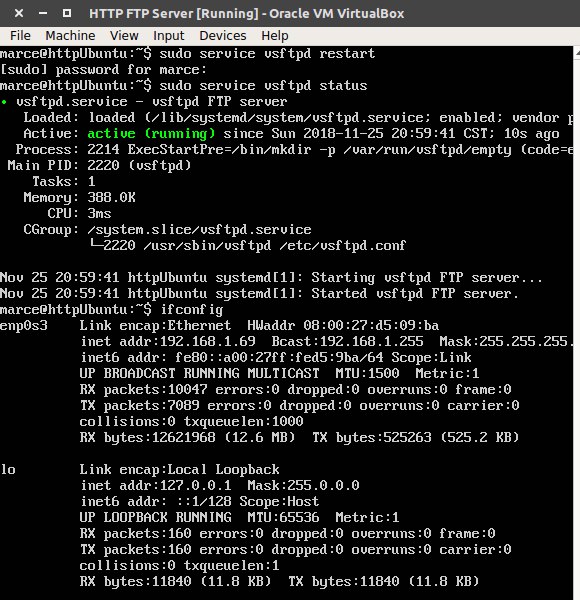 HTTP FTP Server [Running] - Oracle VM VirtualBox
File Machine View Input Devices Help
marce@httpUbuntu:~$ sudo service vsftpd restart
[sudo] password for marce:
marce@httpUbuntu:~$ sudo service vsftpd status
● vsftpd.service - vsftpd FTP server
Loaded: loaded (/lib/systemd/system/vsftpd.service; enabled; vendor p
Active: active (running) since Sun 2018-11-25 20:59:41 CST; 10s ago
Process: 2214 ExecStartPre=/bin/mkdir -p /var/run/vsftpd/empty (code=e
Main PID: 2220 (vsftpd)
Tasks: 1
Memory: 388.0K
CPU: 3ms
CGroup: /system.slice/vsftpd.service
└─2220 /usr/sbin/vsftpd /etc/vsftpd.conf
Nov 25 20:59:41 httpUbuntu systemd[1]: Starting vsftpd FTP server...
Nov 25 20:59:41 httpUbuntu systemd[1]: Started vsftpd FTP server.
marce@httpUbuntu:~$ ifconfig
enp0s3 Link encap:Ethernet HWaddr 08:00:27:d5:09:ba
inet addr:192.168.1.69 Bcast:192.168.1.255 Mask:255.255.255.
inet6 addr: fe80::a00:27ff:fed5:9ba/64 Scope:Link
UP BROADCAST RUNNING MULTICAST MTU:1500 Metric:1
RX packets:10047 errors:0 dropped:0 overruns:0 frame:0
TX packets:7089 errors:0 dropped:0 overruns:0 carrier:0
collisions:0 txqueuelen:1000
RX bytes:12621968 (12.6 MB) TX bytes:525263 (525.2 KB)
lo Link encap:Local Loopback
inet addr:127.0.0.1 Mask:255.0.0.0
inet6 addr: ::1/128 Scope:Host
UP LOOPBACK RUNNING MTU:65536 Metric:1
RX packets:160 errors:0 dropped:0 overruns:0 frame:0
TX packets:160 errors:0 dropped:0 overruns:0 carrier:0
collisions:0 txqueuelen:1
RX bytes:11840 (11.8 KB) TX bytes:11840 (11.8 KB)